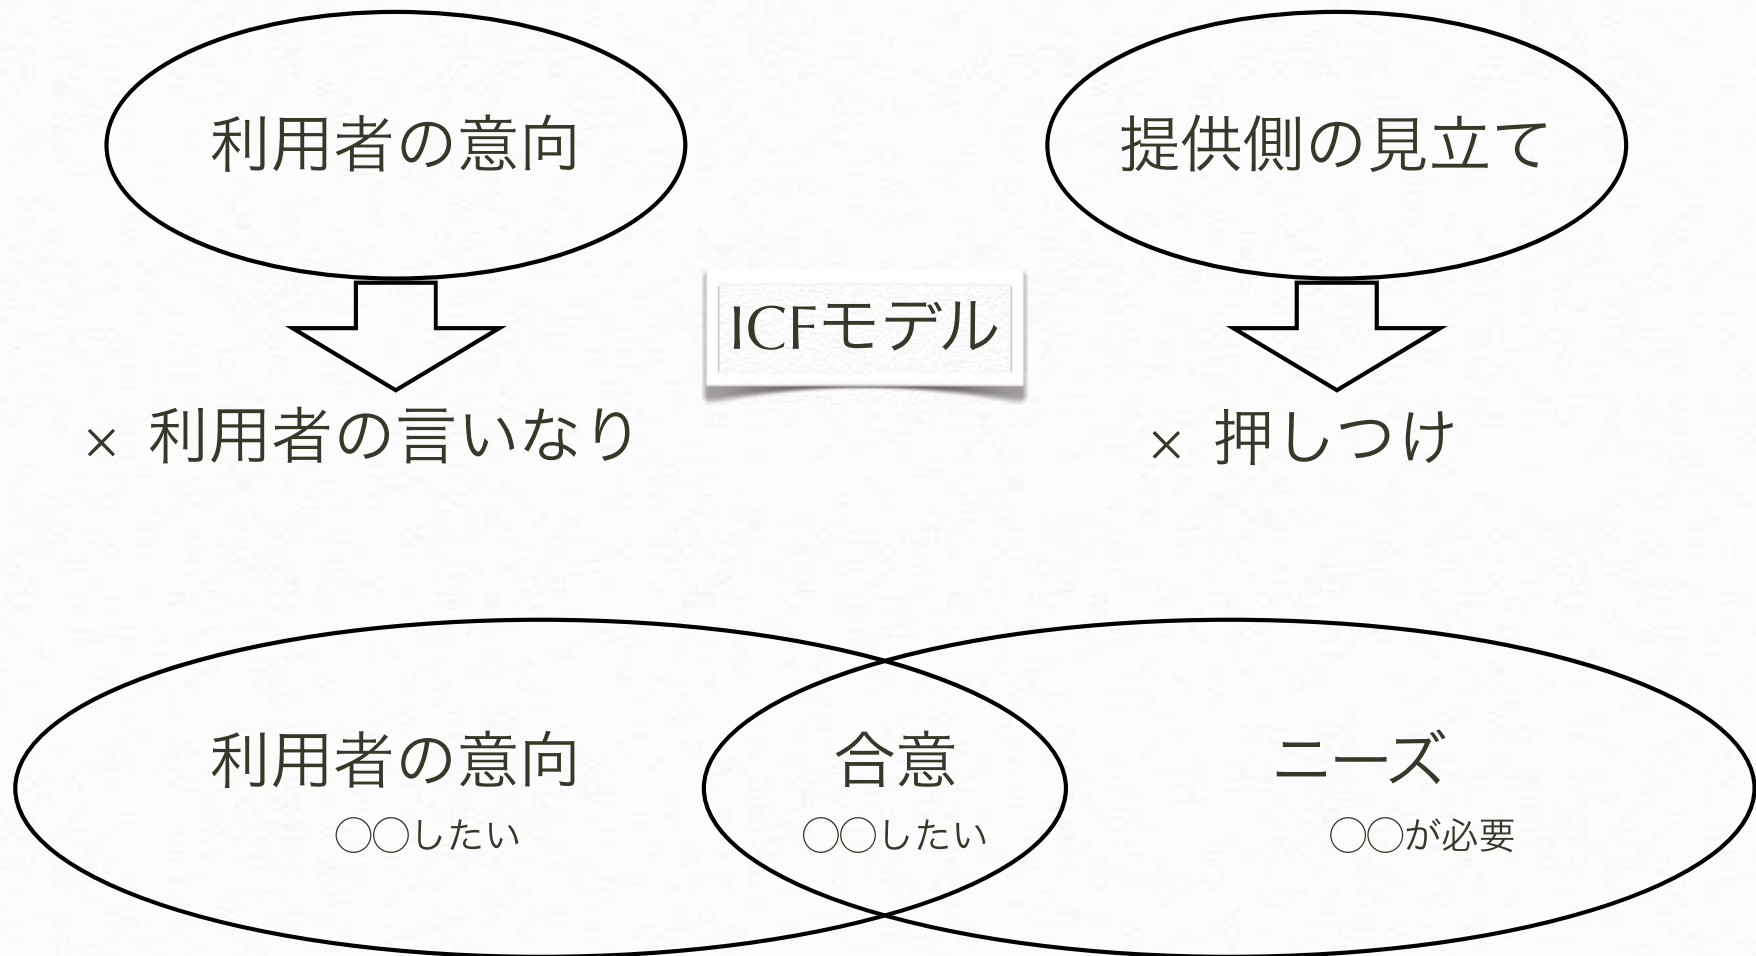 利用者の意向
提供側の見立て
ICFモデル
× 利用者の言いなり
× 押しつけ
利用者の意向
◯◯したい
合意
◯◯したい
ニーズ
◯◯が必要